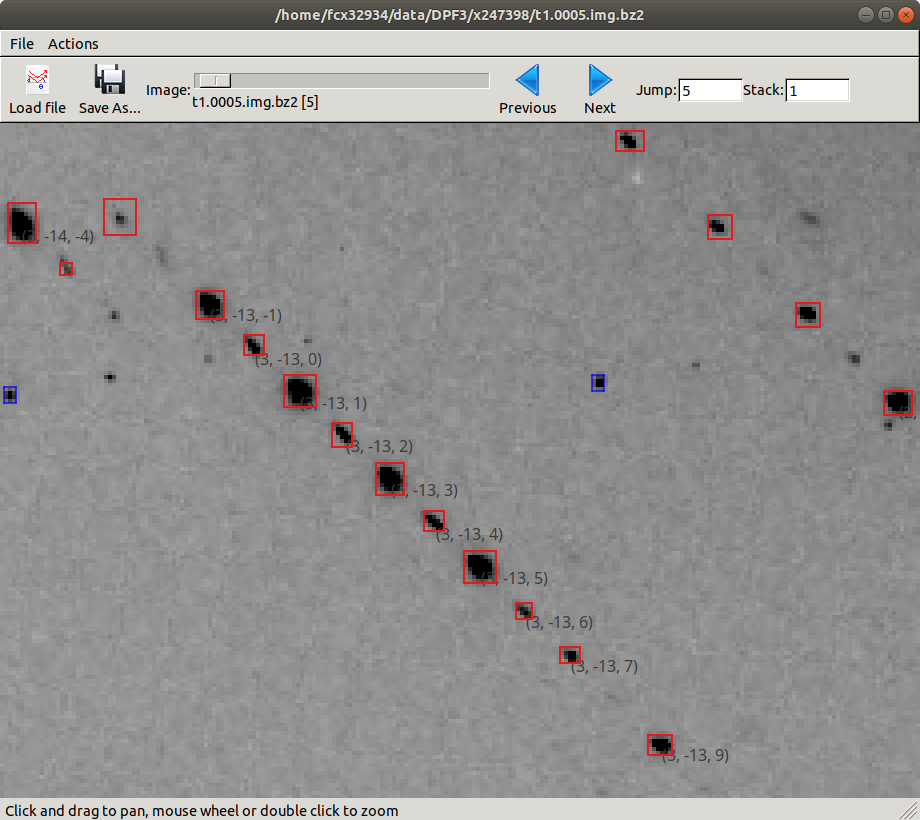 /home/fcx32934/data/DPF3/x247398/t1.0005.img.bz2
File Actions
Load file Save As... Image: t1.0005.img.bz2 [5] Previous Next Jump: 5 Stack: 1
-14, -4)
-13, -1)
(3, -13, 0)
-13, 1)
(3, -13, 2)
-13, 3)
(3, -13, 4)
-13, 5)
(3, -13, 6)
(3, -13, 7)
(3, -13, 9)
Click and drag to pan, mouse wheel or double click to zoom